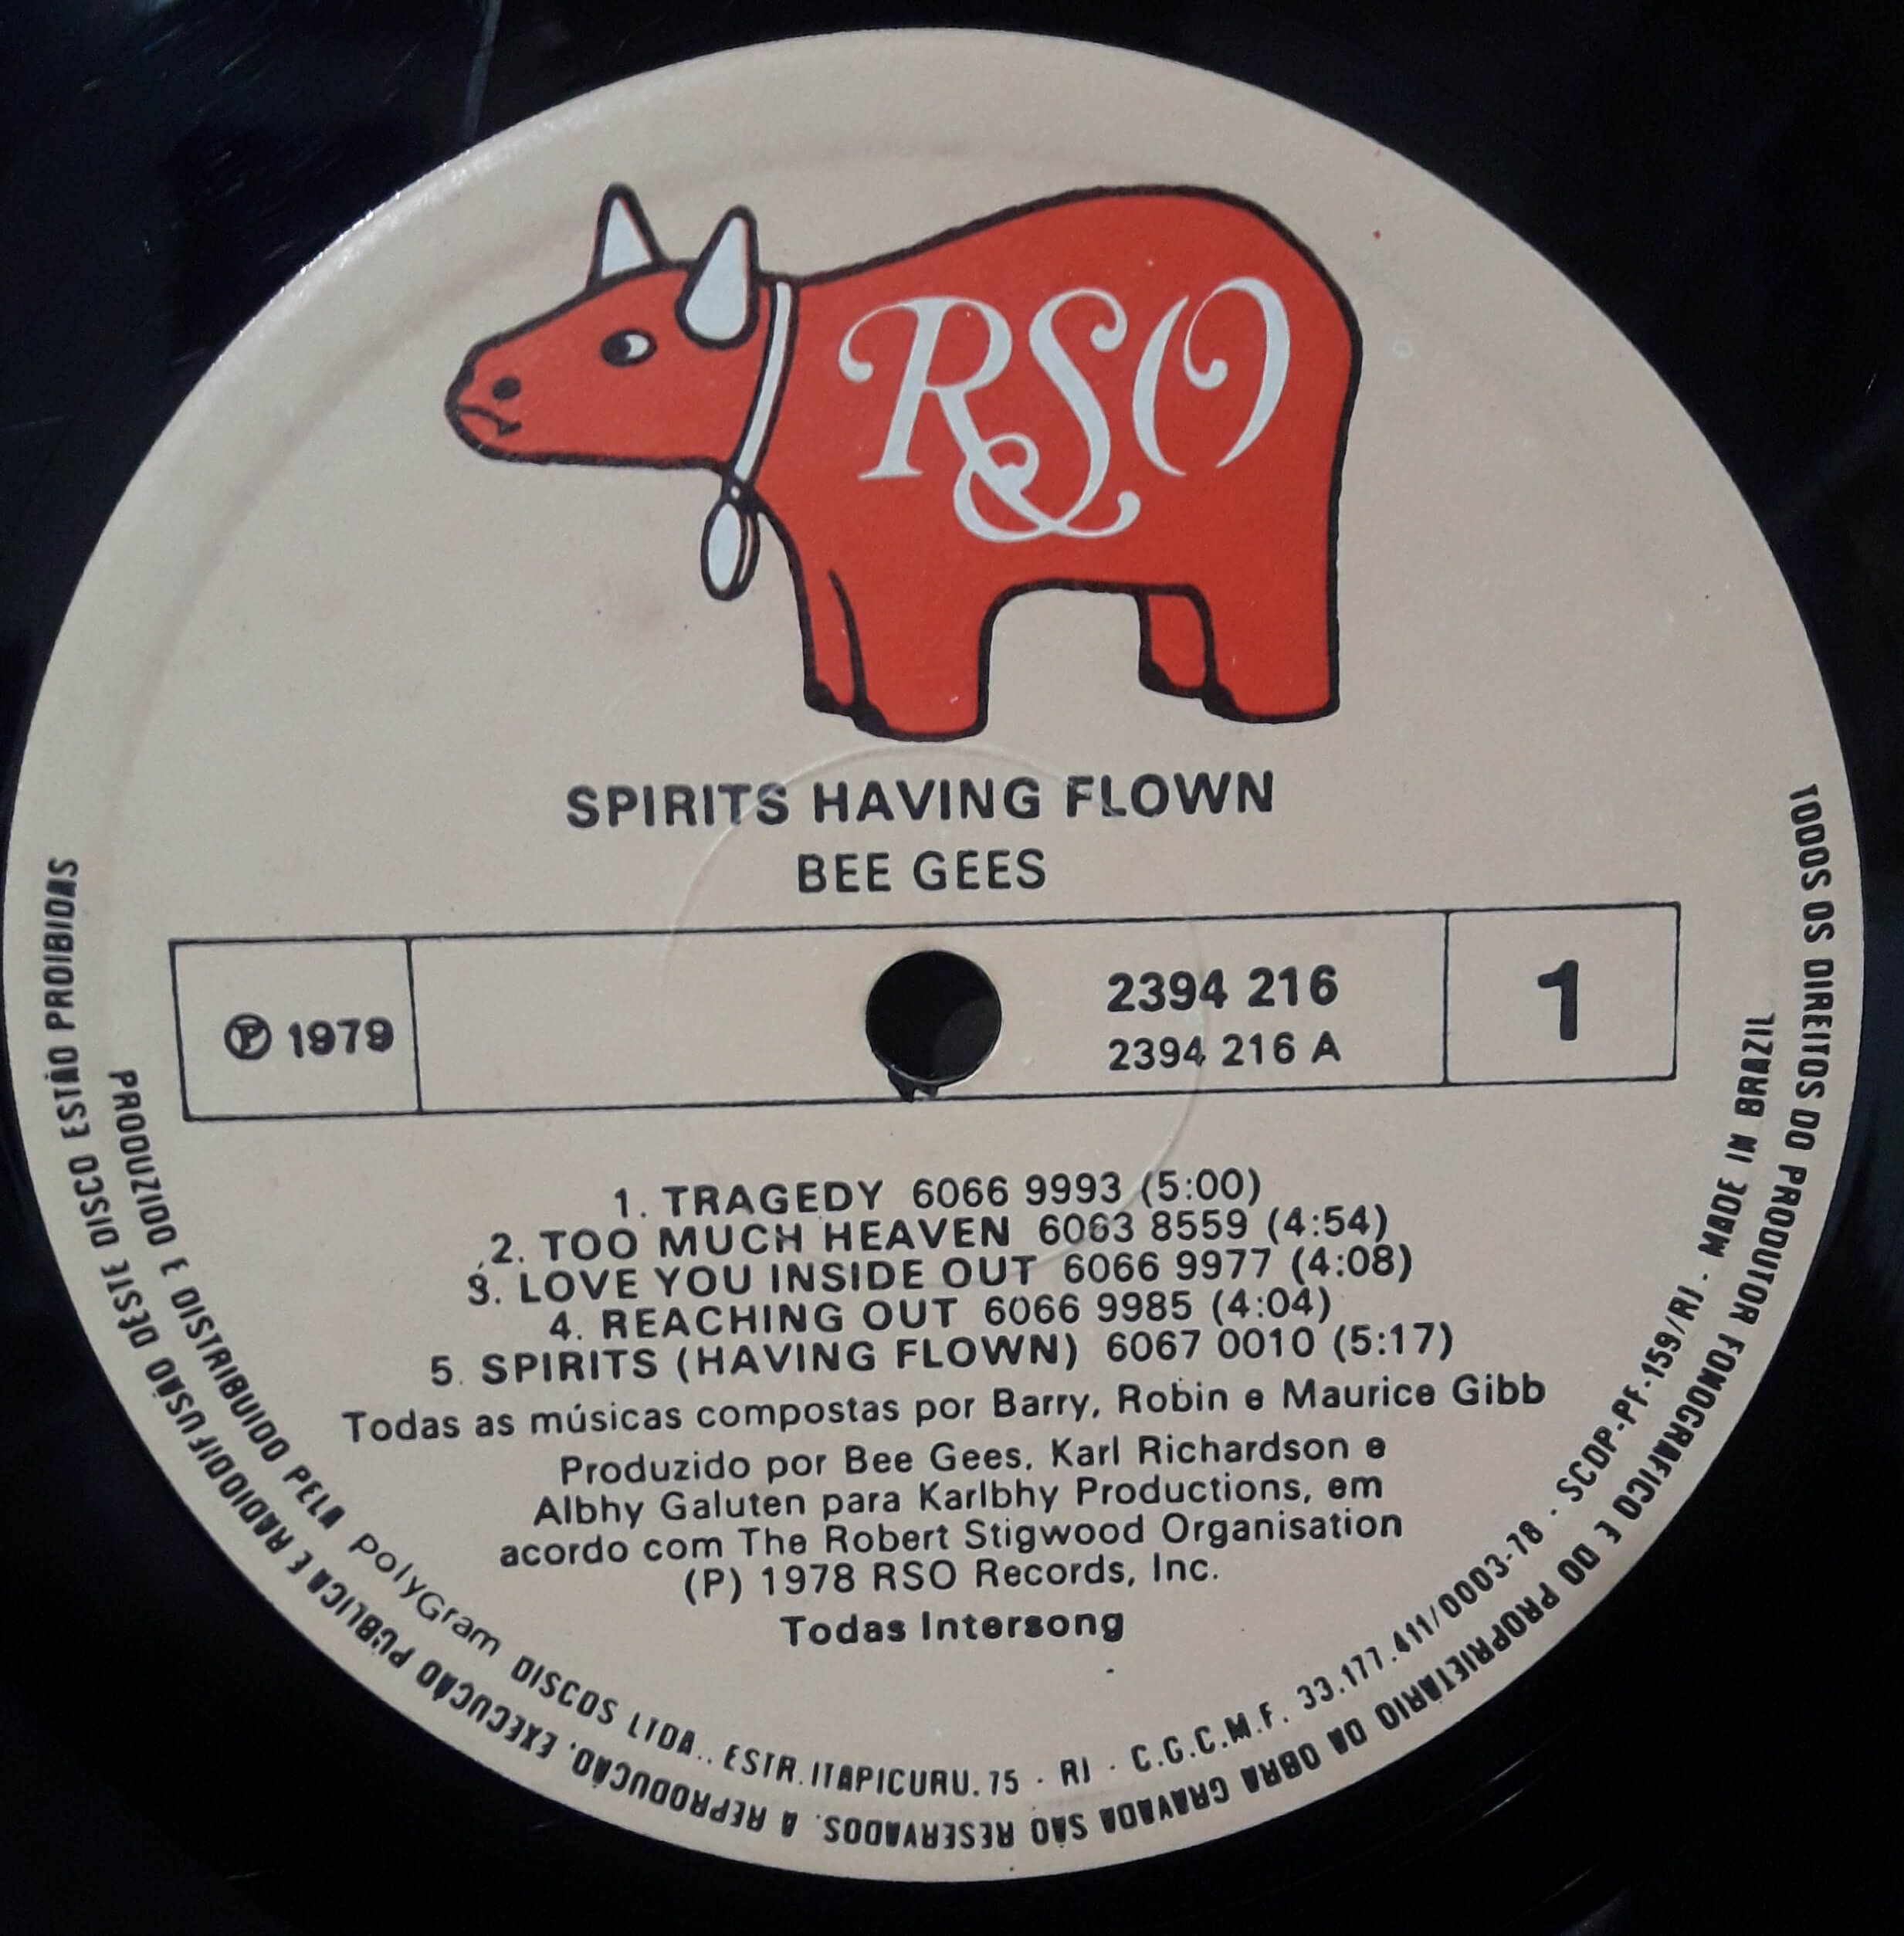 RSO
SPIRITS HAVING FLOWN
BEE GEES
℗ 1979
2394 216
2394 216 A
1
1. TRAGEDY 6066 9993 (5:00)
2. TOO MUCH HEAVEN 6063 8559 (4:54)
3. LOVE YOU INSIDE OUT 6066 9977 (4:08)
4. REACHING OUT 6066 9985 (4:04)
5. SPIRITS (HAVING FLOWN) 6067 0010 (5:17)
Todas as músicas compostas por Barry, Robin e Maurice Gibb
Produzido por Bee Gees, Karl Richardson e
Albhy Galuten para Karlbhy Productions, em
acordo com The Robert Stigwood Organisation
(P) 1978 RSO Records, Inc.
Todas Intersong
PRODUZIDO E DISTRIBUIDO PELA PolyGram DISCOS LTDA.. ESTR. ITAPICURU. 75 · RJ · C.G.C.M.F. 33.177.411/0003-78 · SCDP-PF-159/RJ. MADE IN BRAZIL
TODOS OS DIREITOS DO PRODUTOR FONOGRAFICO E DO PROPRIETARIO DA OBRA GRAVADA SÃO RESERVADOS. A REPRODUÇÃO, EXECUÇÃO PÚBLICA E RADIODIFUSÃO DESTE DISCO ESTÃO PROIBIDAS